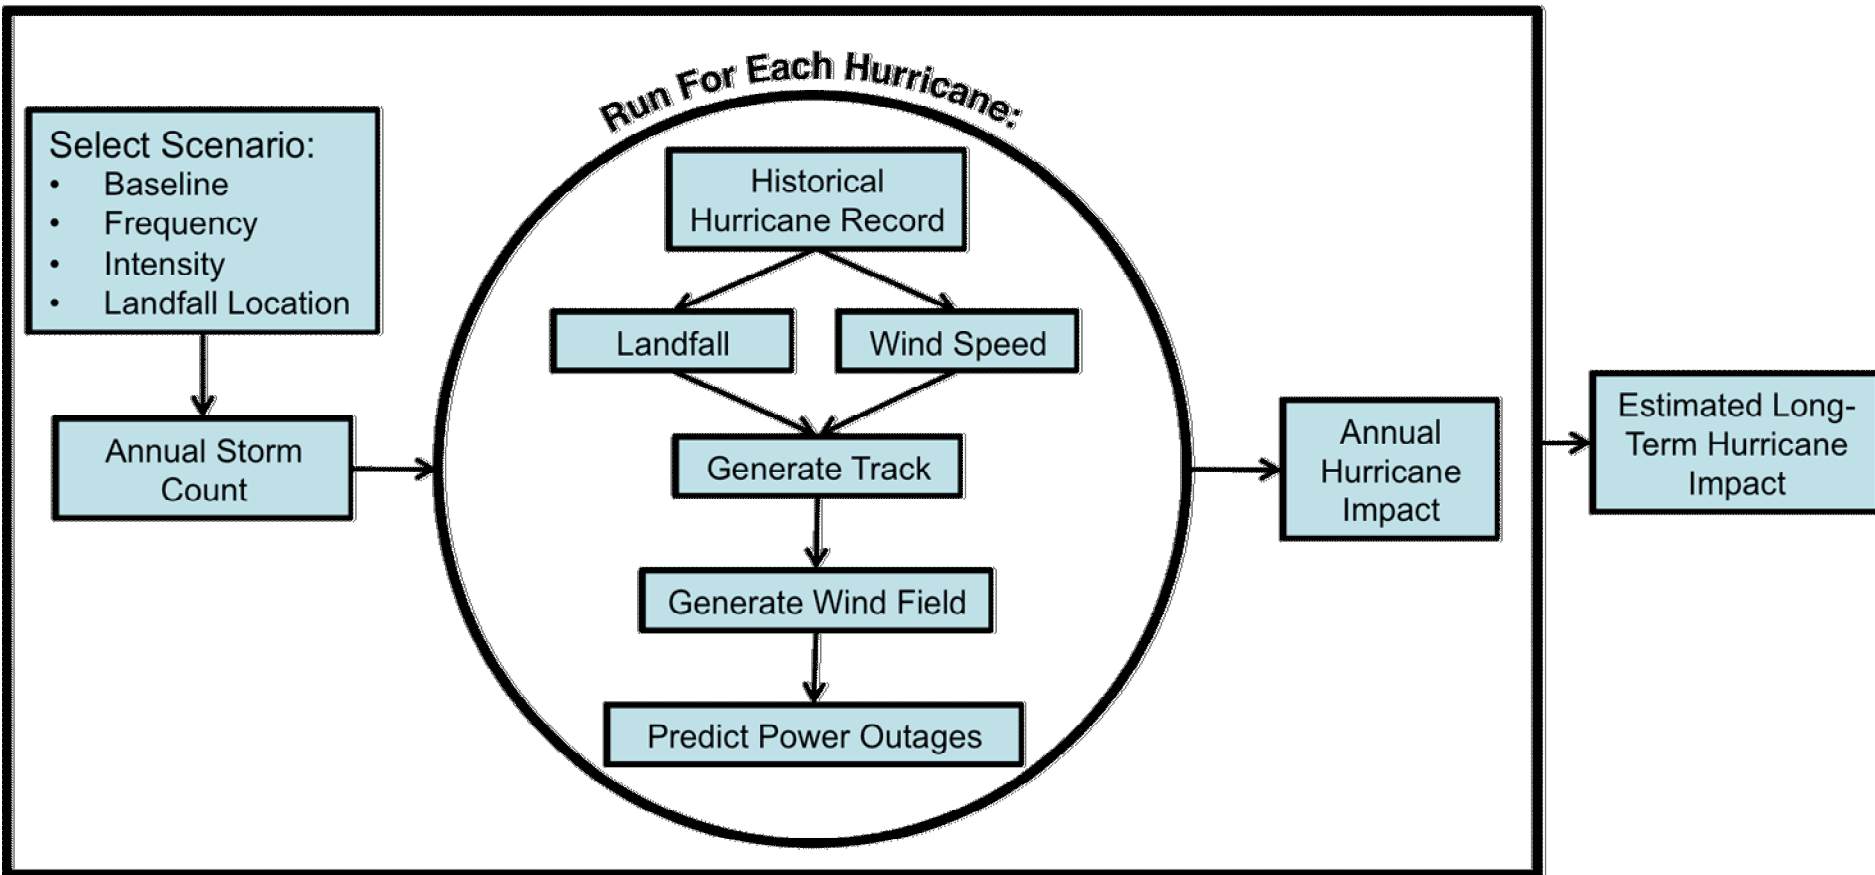 Run For Each Hurricane:
Select Scenario:
• Baseline
• Frequency
• Intensity
• Landfall Location
Annual Storm
Count
Historical
Hurricane Record
Landfall
Wind Speed
Generate Track
Generate Wind Field
Predict Power Outages
Annual
Hurricane
Impact
Estimated Long-
Term Hurricane
Impact